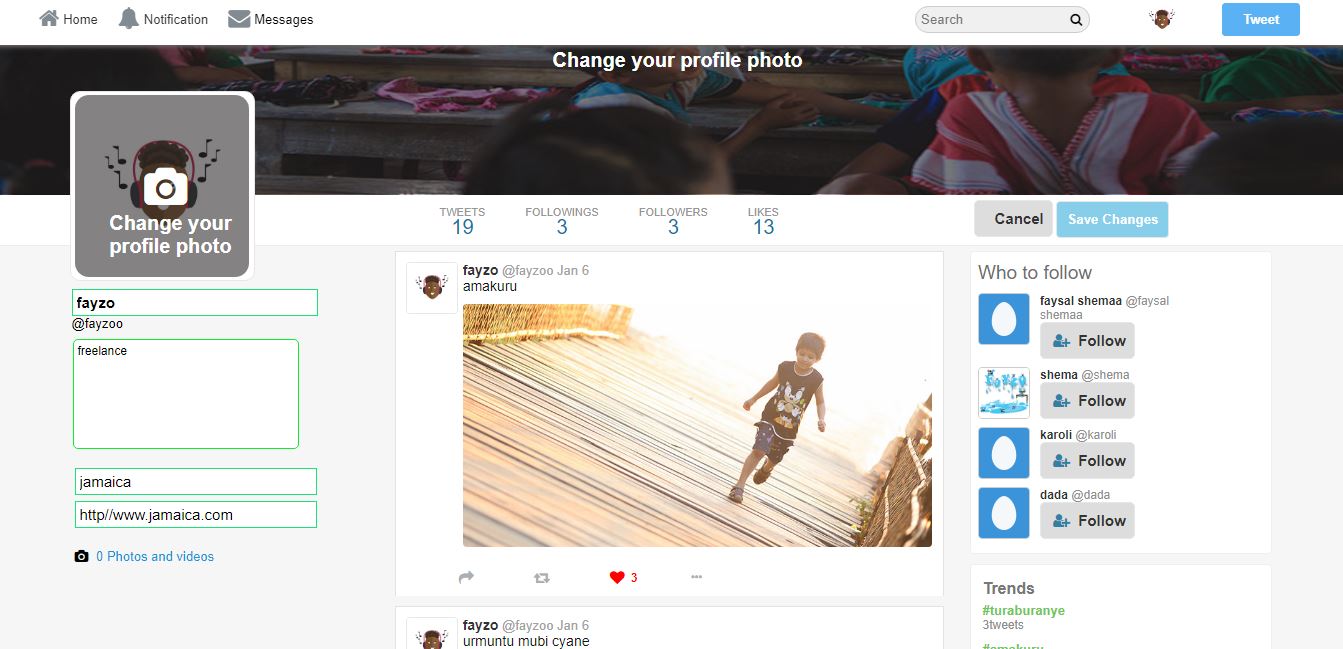 Home Notification Messages Search Tweet
Change your profile photo
Change your
profile photo
TWEETS FOLLOWINGS FOLLOWERS LIKES
19 3 3 13
Cancel Save Changes
fayzo
@fayzoo
freelance
jamaica
http//www.jamaica.com
0 Photos and videos
fayzo @fayzoo Jan 6
amakuru
3
fayzo @fayzoo Jan 6
urmuntu mubi cyane
Who to follow
faysal shemaa @faysal
shemaa
Follow
shema @shema
Follow
karoli @karoli
Follow
dada @dada
Follow
Trends
#turaburanye
3tweets
#amakuru